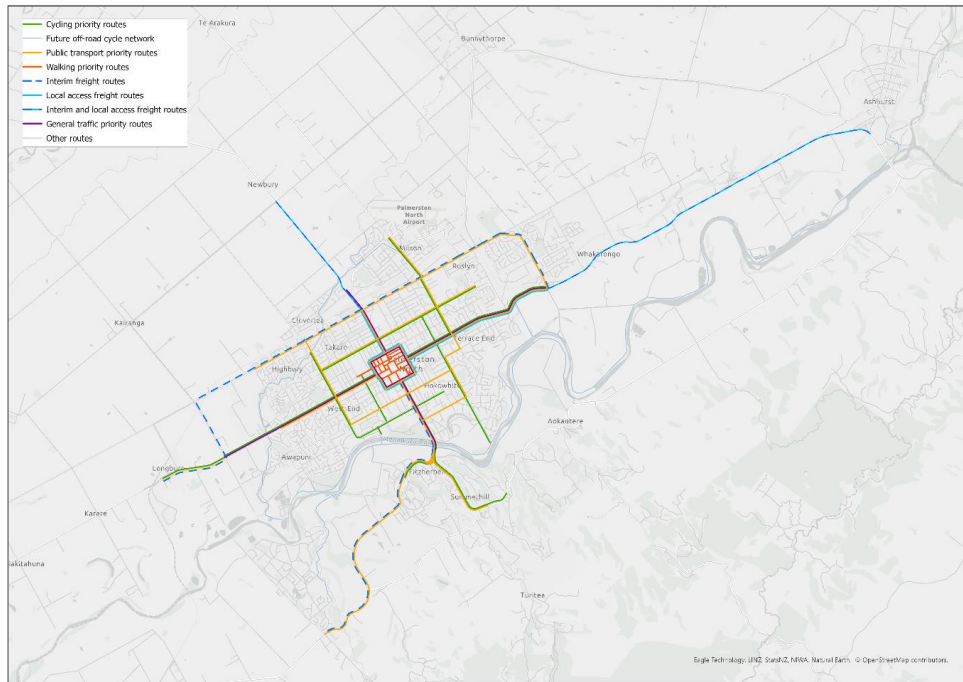 Cycling priority routes
Future off-road cycle network
Public transport priority routes
Walking priority routes
Interim freight routes
Local access freight routes
Interim and local access freight routes
General traffic priority routes
Other routes
Te Arakura
Bunnythorpe
Ashhurst
Newbury
Palmerston
North
Airport
Milson
Roslyn
Whakarongo
Kairanga
Cloverlea
Takaro
Terrace End
Highbury
Palmerston
North
Hokowhitu
West End
Aokautere
Awapuni
Longburn
Fitzherbert
Summerhill
Karere
Turitea
Eagle Technology, LINZ, StatsNZ, NIWA, Natural Earth, © OpenStreetMap contributors.